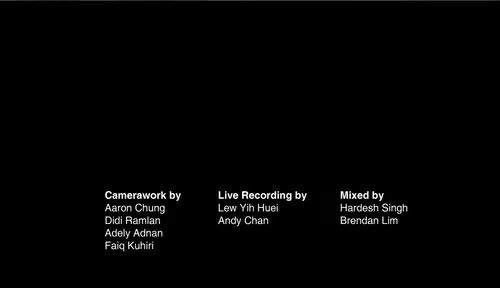 Camerawork by
Aaron Chung
Didi Ramlan
Adely Adnan
Faiq Kuhiri
Live Recording by
Lew Yih Huei
Andy Chan
Mixed by
Hardesh Singh
Brendan Lim